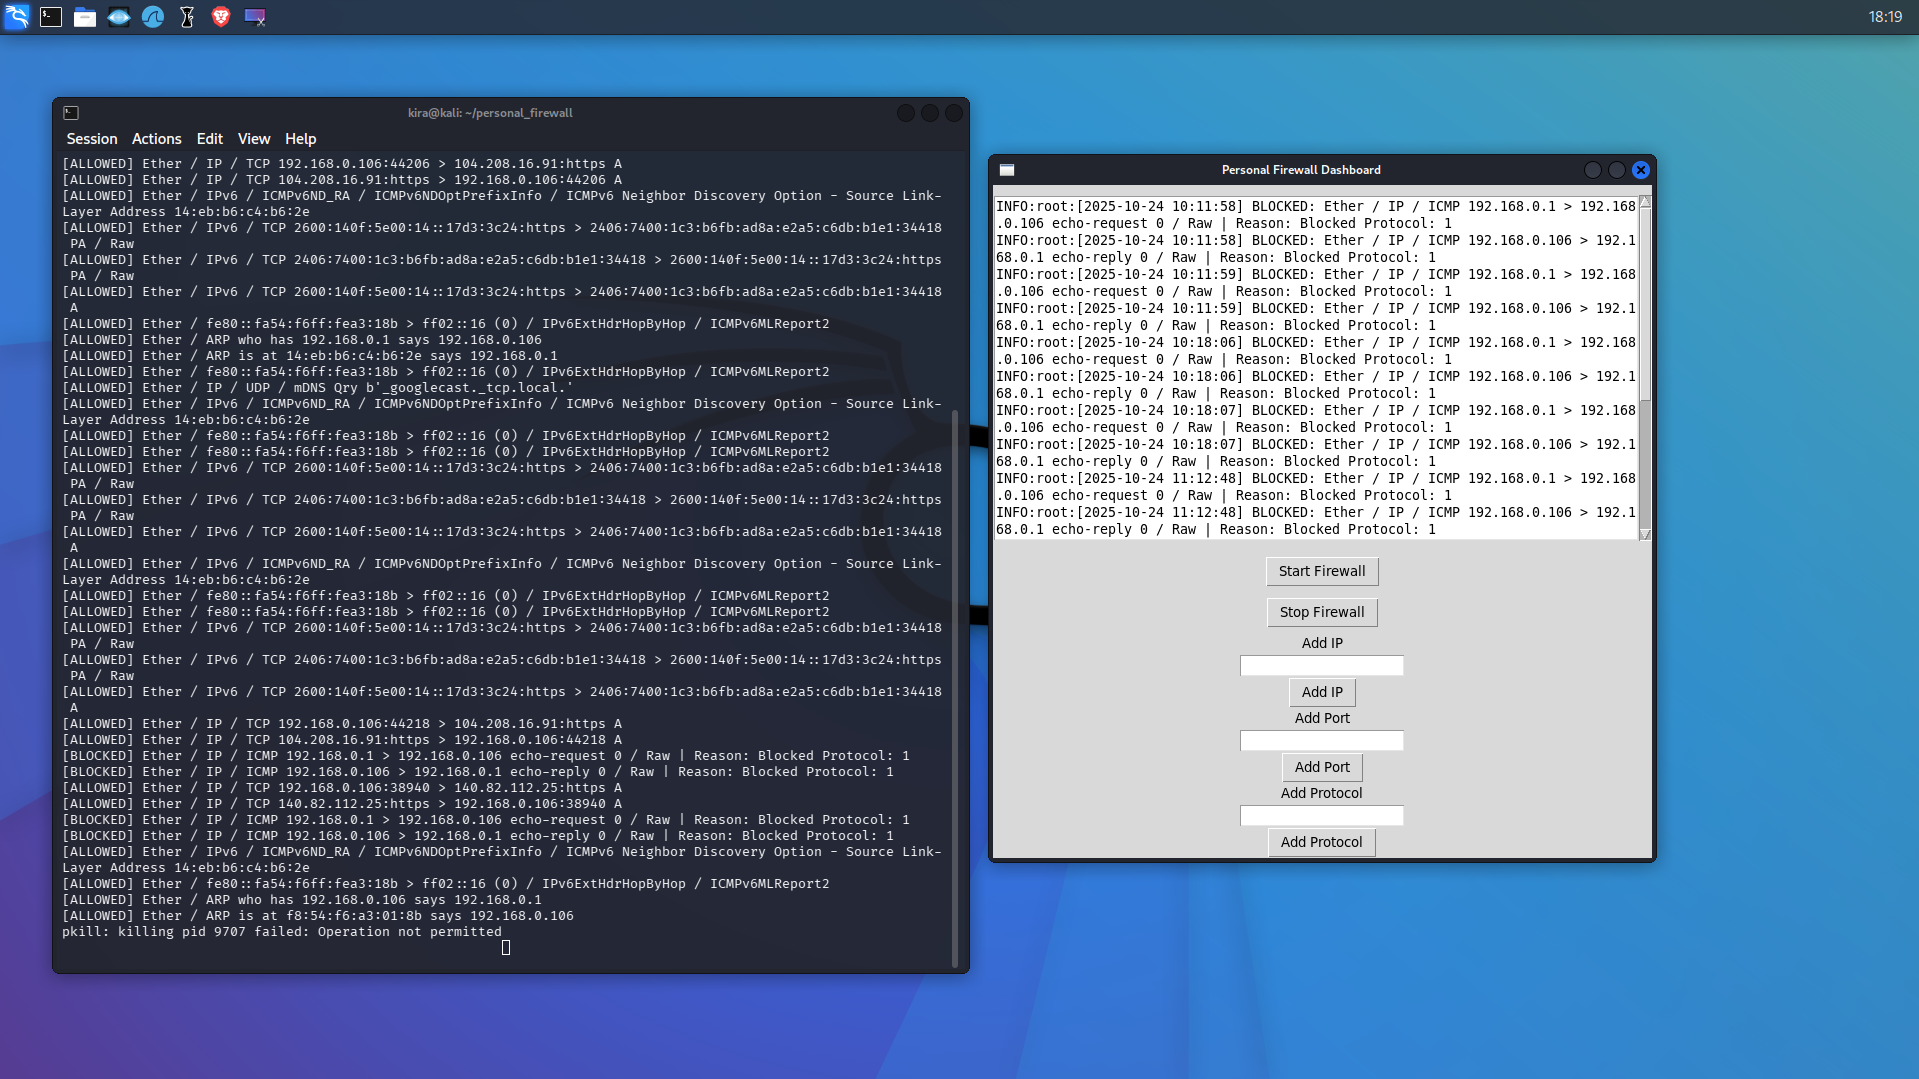 18:19
kira@kali: ~/personal_firewall
Session Actions Edit View Help
[ALLOWED] Ether / IP / TCP 192.168.0.106:44206 > 104.208.16.91:https A
[ALLOWED] Ether / IP / TCP 104.208.16.91:https > 192.168.0.106:44206 A
[ALLOWED] Ether / IPv6 / ICMPv6ND_RA / ICMPv6NDOptPrefixInfo / ICMPv6 Neighbor Discovery Option - Source Link-
Layer Address 14:eb:b6:c4:b6:2e
[ALLOWED] Ether / IPv6 / TCP 2600:140f:5e00:14::17d3:3c24:https > 2406:7400:1c3:b6fb:ad8a:e2a5:c6db:b1e1:34418
PA / Raw
[ALLOWED] Ether / IPv6 / TCP 2406:7400:1c3:b6fb:ad8a:e2a5:c6db:b1e1:34418 > 2600:140f:5e00:14::17d3:3c24:https
PA / Raw
[ALLOWED] Ether / IPv6 / TCP 2600:140f:5e00:14::17d3:3c24:https > 2406:7400:1c3:b6fb:ad8a:e2a5:c6db:b1e1:34418
A
[ALLOWED] Ether / fe80::fa54:f6ff:fea3:18b > ff02::16 (0) / IPv6ExtHdrHopByHop / ICMPv6MLReport2
[ALLOWED] Ether / ARP who has 192.168.0.1 says 192.168.0.106
[ALLOWED] Ether / ARP is at 14:eb:b6:c4:b6:2e says 192.168.0.1
[ALLOWED] Ether / fe80::fa54:f6ff:fea3:18b > ff02::16 (0) / IPv6ExtHdrHopByHop / ICMPv6MLReport2
[ALLOWED] Ether / IP / UDP / mDNS Qry b'_googlecast._tcp.local.'
[ALLOWED] Ether / IPv6 / ICMPv6ND_RA / ICMPv6NDOptPrefixInfo / ICMPv6 Neighbor Discovery Option - Source Link-
Layer Address 14:eb:b6:c4:b6:2e
[ALLOWED] Ether / fe80::fa54:f6ff:fea3:18b > ff02::16 (0) / IPv6ExtHdrHopByHop / ICMPv6MLReport2
[ALLOWED] Ether / fe80::fa54:f6ff:fea3:18b > ff02::16 (0) / IPv6ExtHdrHopByHop / ICMPv6MLReport2
[ALLOWED] Ether / IPv6 / TCP 2600:140f:5e00:14::17d3:3c24:https > 2406:7400:1c3:b6fb:ad8a:e2a5:c6db:b1e1:34418
PA / Raw
[ALLOWED] Ether / IPv6 / TCP 2406:7400:1c3:b6fb:ad8a:e2a5:c6db:b1e1:34418 > 2600:140f:5e00:14::17d3:3c24:https
PA / Raw
[ALLOWED] Ether / IPv6 / TCP 2600:140f:5e00:14::17d3:3c24:https > 2406:7400:1c3:b6fb:ad8a:e2a5:c6db:b1e1:34418
A
[ALLOWED] Ether / IPv6 / ICMPv6ND_RA / ICMPv6NDOptPrefixInfo / ICMPv6 Neighbor Discovery Option - Source Link-
Layer Address 14:eb:b6:c4:b6:2e
[ALLOWED] Ether / fe80::fa54:f6ff:fea3:18b > ff02::16 (0) / IPv6ExtHdrHopByHop / ICMPv6MLReport2
[ALLOWED] Ether / fe80::fa54:f6ff:fea3:18b > ff02::16 (0) / IPv6ExtHdrHopByHop / ICMPv6MLReport2
[ALLOWED] Ether / IPv6 / TCP 2600:140f:5e00:14::17d3:3c24:https > 2406:7400:1c3:b6fb:ad8a:e2a5:c6db:b1e1:34418
PA / Raw
[ALLOWED] Ether / IPv6 / TCP 2406:7400:1c3:b6fb:ad8a:e2a5:c6db:b1e1:34418 > 2600:140f:5e00:14::17d3:3c24:https
PA / Raw
[ALLOWED] Ether / IPv6 / TCP 2600:140f:5e00:14::17d3:3c24:https > 2406:7400:1c3:b6fb:ad8a:e2a5:c6db:b1e1:34418
A
[ALLOWED] Ether / IP / TCP 192.168.0.106:44218 > 104.208.16.91:https A
[ALLOWED] Ether / IP / TCP 104.208.16.91:https > 192.168.0.106:44218 A
[BLOCKED] Ether / IP / ICMP 192.168.0.1 > 192.168.0.106 echo-request 0 / Raw | Reason: Blocked Protocol: 1
[BLOCKED] Ether / IP / ICMP 192.168.0.106 > 192.168.0.1 echo-reply 0 / Raw | Reason: Blocked Protocol: 1
[ALLOWED] Ether / IP / TCP 192.168.0.106:38940 > 140.82.112.25:https A
[ALLOWED] Ether / IP / TCP 140.82.112.25:https > 192.168.0.106:38940 A
[BLOCKED] Ether / IP / ICMP 192.168.0.1 > 192.168.0.106 echo-request 0 / Raw | Reason: Blocked Protocol: 1
[BLOCKED] Ether / IP / ICMP 192.168.0.106 > 192.168.0.1 echo-reply 0 / Raw | Reason: Blocked Protocol: 1
[ALLOWED] Ether / IPv6 / ICMPv6ND_RA / ICMPv6NDOptPrefixInfo / ICMPv6 Neighbor Discovery Option - Source Link-
Layer Address 14:eb:b6:c4:b6:2e
[ALLOWED] Ether / fe80::fa54:f6ff:fea3:18b > ff02::16 (0) / IPv6ExtHdrHopByHop / ICMPv6MLReport2
[ALLOWED] Ether / ARP who has 192.168.0.106 says 192.168.0.1
[ALLOWED] Ether / ARP is at f8:54:f6:a3:01:8b says 192.168.0.106
pkill: killing pid 9707 failed: Operation not permitted
Personal Firewall Dashboard
INFO:root:[2025-10-24 10:11:58] BLOCKED: Ether / IP / ICMP 192.168.0.1 > 192.168
.0.106 echo-request 0 / Raw | Reason: Blocked Protocol: 1
INFO:root:[2025-10-24 10:11:58] BLOCKED: Ether / IP / ICMP 192.168.0.106 > 192.1
68.0.1 echo-reply 0 / Raw | Reason: Blocked Protocol: 1
INFO:root:[2025-10-24 10:11:59] BLOCKED: Ether / IP / ICMP 192.168.0.1 > 192.168
.0.106 echo-request 0 / Raw | Reason: Blocked Protocol: 1
INFO:root:[2025-10-24 10:11:59] BLOCKED: Ether / IP / ICMP 192.168.0.106 > 192.1
68.0.1 echo-reply 0 / Raw | Reason: Blocked Protocol: 1
INFO:root:[2025-10-24 10:18:06] BLOCKED: Ether / IP / ICMP 192.168.0.1 > 192.168
.0.106 echo-request 0 / Raw | Reason: Blocked Protocol: 1
INFO:root:[2025-10-24 10:18:06] BLOCKED: Ether / IP / ICMP 192.168.0.106 > 192.1
68.0.1 echo-reply 0 / Raw | Reason: Blocked Protocol: 1
INFO:root:[2025-10-24 10:18:07] BLOCKED: Ether / IP / ICMP 192.168.0.1 > 192.168
.0.106 echo-request 0 / Raw | Reason: Blocked Protocol: 1
INFO:root:[2025-10-24 10:18:07] BLOCKED: Ether / IP / ICMP 192.168.0.106 > 192.1
68.0.1 echo-reply 0 / Raw | Reason: Blocked Protocol: 1
INFO:root:[2025-10-24 11:12:48] BLOCKED: Ether / IP / ICMP 192.168.0.1 > 192.168
.0.106 echo-request 0 / Raw | Reason: Blocked Protocol: 1
INFO:root:[2025-10-24 11:12:48] BLOCKED: Ether / IP / ICMP 192.168.0.106 > 192.1
68.0.1 echo-reply 0 / Raw | Reason: Blocked Protocol: 1
Start Firewall
Stop Firewall
Add IP
Add IP
Add Port
Add Port
Add Protocol
Add Protocol